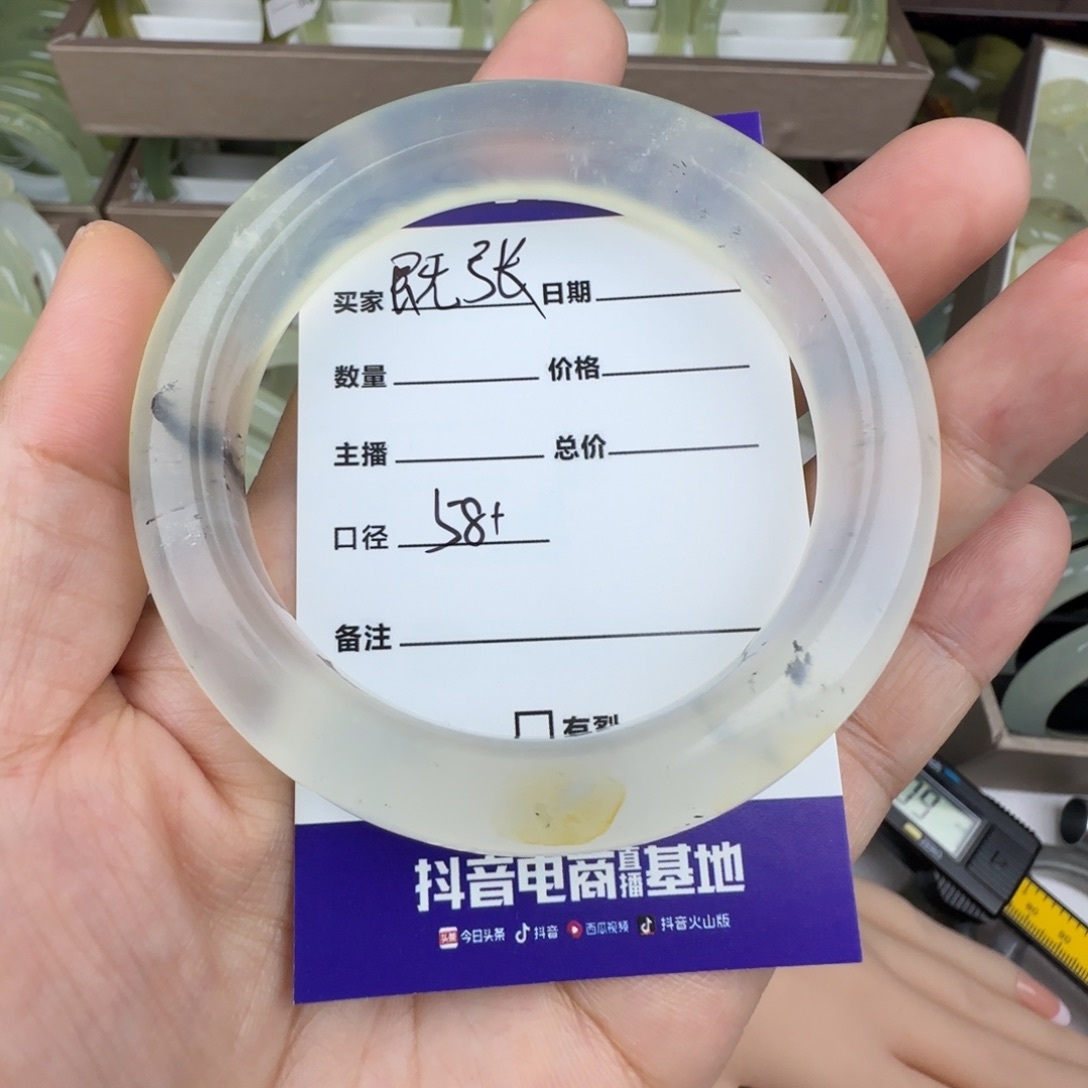 买家 既张 日期
数量 价格
主播 总价
口径 58+
备注
有裂
抖音电商直播基地
头条 今日头条 抖音 西瓜视频 抖音火山版